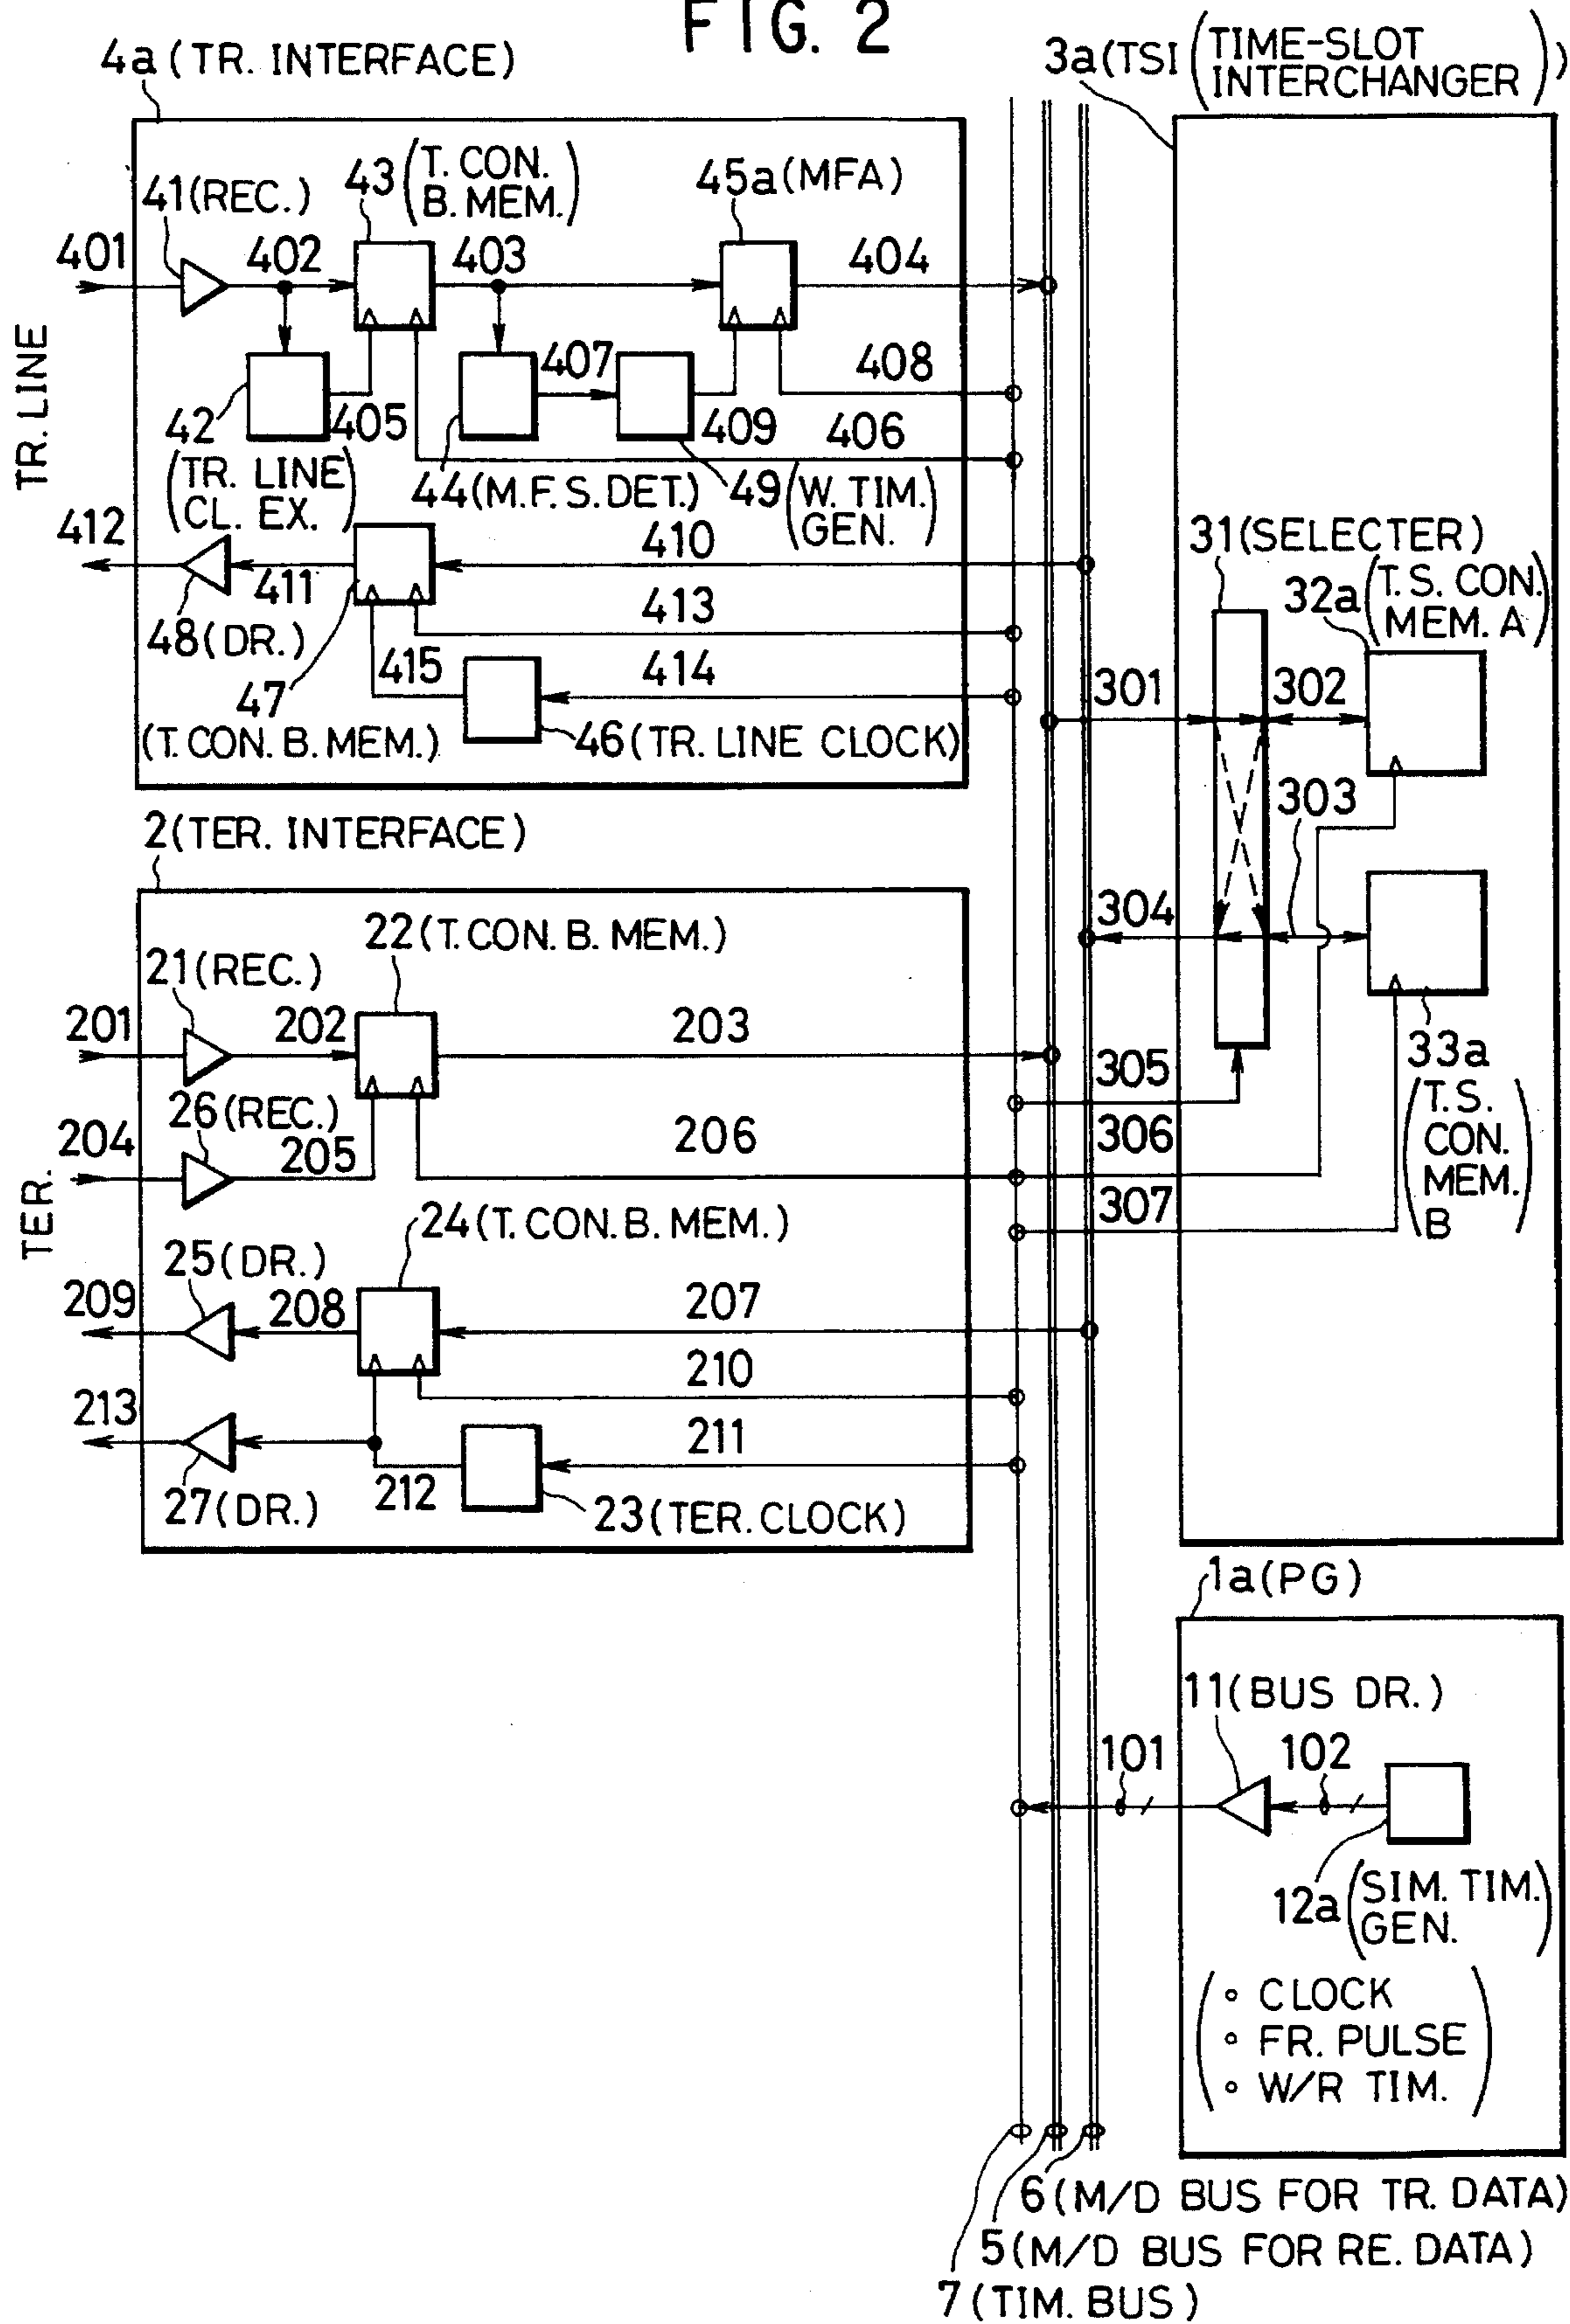 FIG. 2
4a (TR. INTERFACE)
3a (TSI (TIME-SLOT
INTERCHANGER))
41 (REC.)
43 (T. CON.
B. MEM.)
45a (MFA)
401
402
403
404
42
(TR. LINE
CL. EX.)
405
407
409
408
406
44 (M.F.S. DET.)
49 (W. TIM.
GEN.)
TR. LINE
412
411
410
413
48 (DR.)
415
414
47
(T. CON. B. MEM.)
46 (TR. LINE CLOCK)
31 (SELECTER)
32a (T. S. CON.
MEM. A)
301
302
303
304
2 (TER. INTERFACE)
22 (T. CON. B. MEM.)
21 (REC.)
201
202
203
26 (REC.)
204
205
206
305
306
307
33a
(T. S.
CON.
MEM.
B)
TER.
24 (T. CON. B. MEM.)
25 (DR.)
209
208
207
210
213
211
212
27 (DR.)
23 (TER. CLOCK)
1a (PG)
11 (BUS DR.)
101
102
12a (SIM. TIM.
GEN.)
(° CLOCK
° FR. PULSE
° W/R TIM.)
6 (M/D BUS FOR TR. DATA)
5 (M/D BUS FOR RE. DATA)
7 (TIM. BUS)